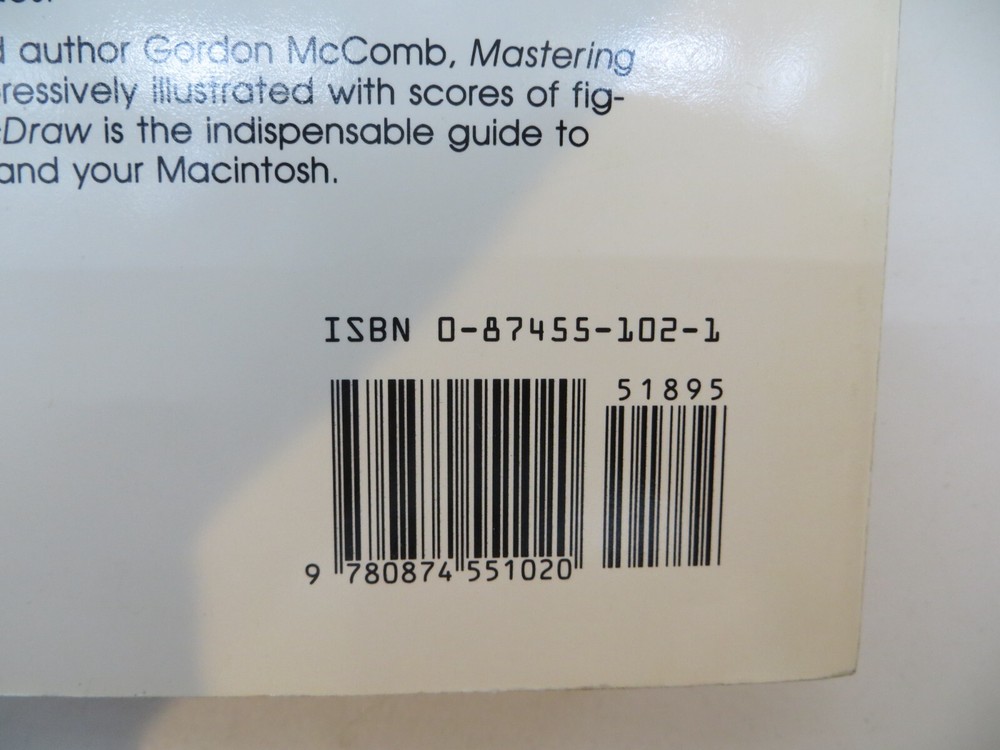 author Gordon McComb, Mastering
ressively illustrated with scores of fig-
Draw is the indispensable guide to
and your Macintosh.
ISBN 0-87455-102-1
51895
9 780874 551020